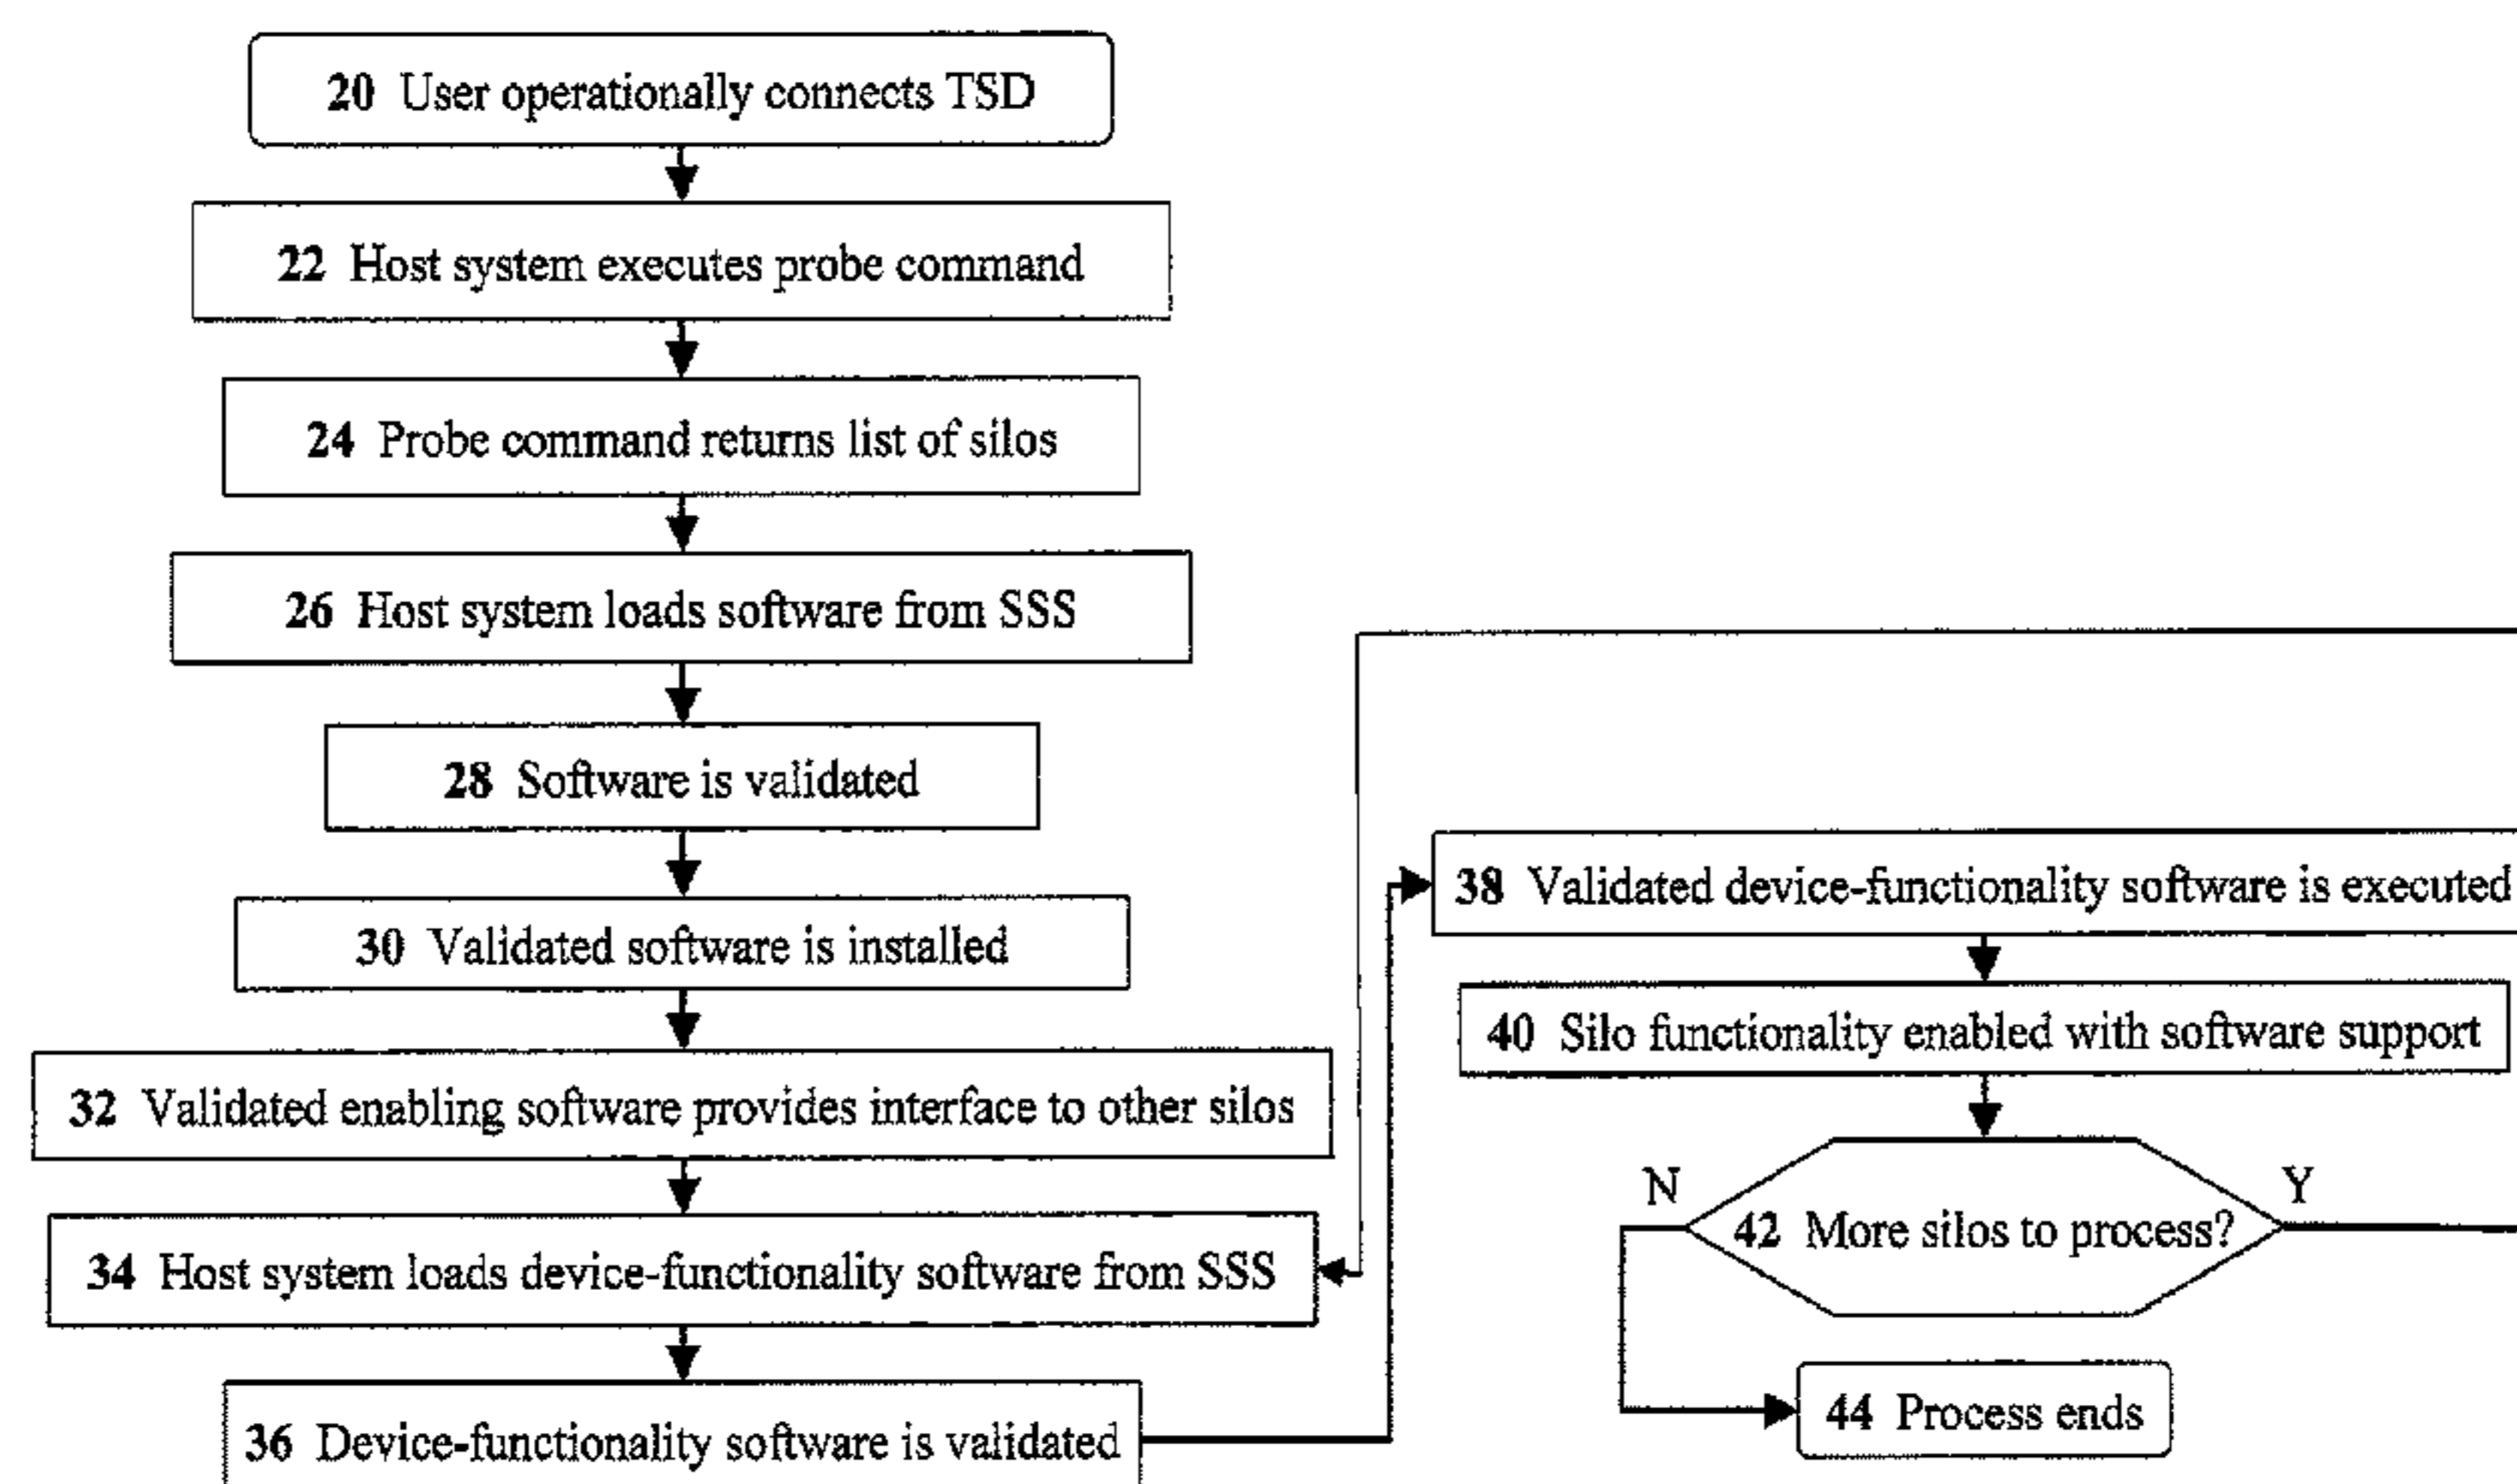 20 User operationally connects TSD
22 Host system executes probe command
24 Probe command returns list of silos
26 Host system loads software from SSS
28 Software is validated
30 Validated software is installed
32 Validated enabling software provides interface to other silos
34 Host system loads device-functionality software from SSS
36 Device-functionality software is validated
38 Validated device-functionality software is executed
40 Silo functionality enabled with software support
N
Y
42 More silos to process?
44 Process ends